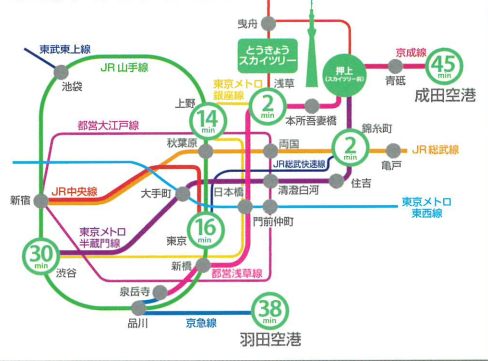 曳舟
とうきょう
スカイツリー
京成線
押上
(スカイツリー前)
45
min
青砥
成田空港
東武東上線
JR山手線
池袋
上野
東京メトロ
銀座線
浅草
2
min
14
min
本所吾妻橋
錦糸町
都営大江戸線
秋葉原
両国
2
min
JR総武線
亀戸
JR総武快速線
JR中央線
大手町
日本橋
清澄白河
住吉
新宿
東京メトロ
東西線
門前仲町
東京メトロ
半蔵門線
東京
16
min
30
min
渋谷
新橋
都営浅草線
泉岳寺
品川
京急線
38
min
羽田空港